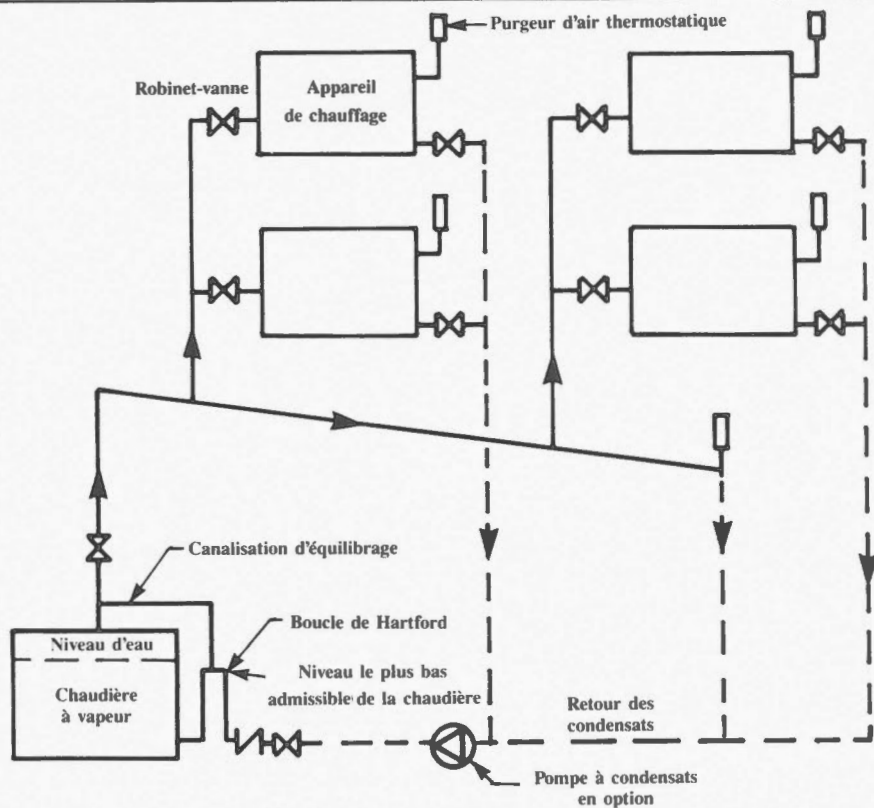 Purgeur d'air thermostatique
Robinet-vanne
Appareil
de chauffage
Canalisation d'équilibrage
Boucle de Hartford
Niveau d'eau
Niveau le plus bas
admissible de la chaudière
Chaudière
à vapeur
Retour des
condensats
Pompe à condensats
en option